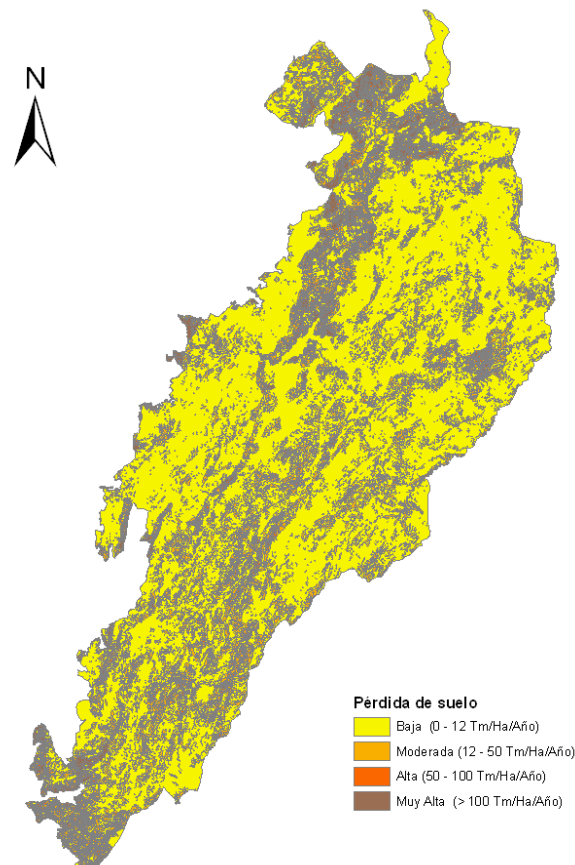 N
Pérdida de suelo
Baja (0 - 12 Tm/Ha/Año)
Moderada (12 - 50 Tm/Ha/Año)
Alta (50 - 100 Tm/Ha/Año)
Muy Alta (> 100 Tm/Ha/Año)